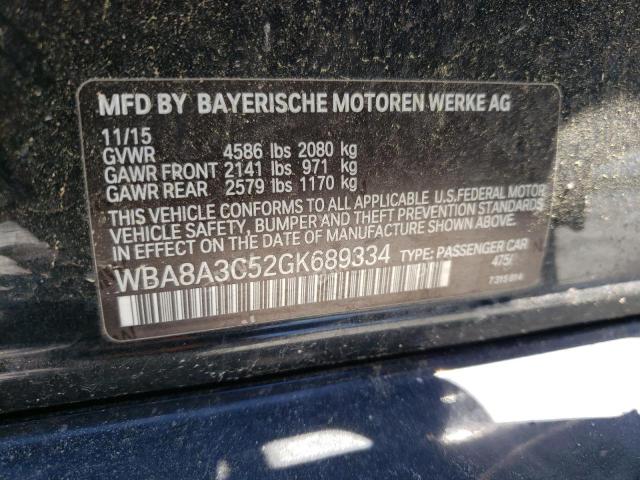 MFD BY BAYERISCHE MOTOREN WERKE AG
11/15
GVWR 4586 lbs 2080 kg
GAWR FRONT 2141 lbs 971 kg
GAWR REAR 2579 lbs 1170 kg
THIS VEHICLE CONFORMS TO ALL APPLICABLE U.S.FEDERAL MOTOR
VEHICLE SAFETY, BUMPER AND THEFT PREVENTION STANDARDS
IN EFFECT ON THE DATE OF MANUFACTURE SHOWN ABOVE.
WBA8A3C52GK689334 TYPE: PASSENGER CAR